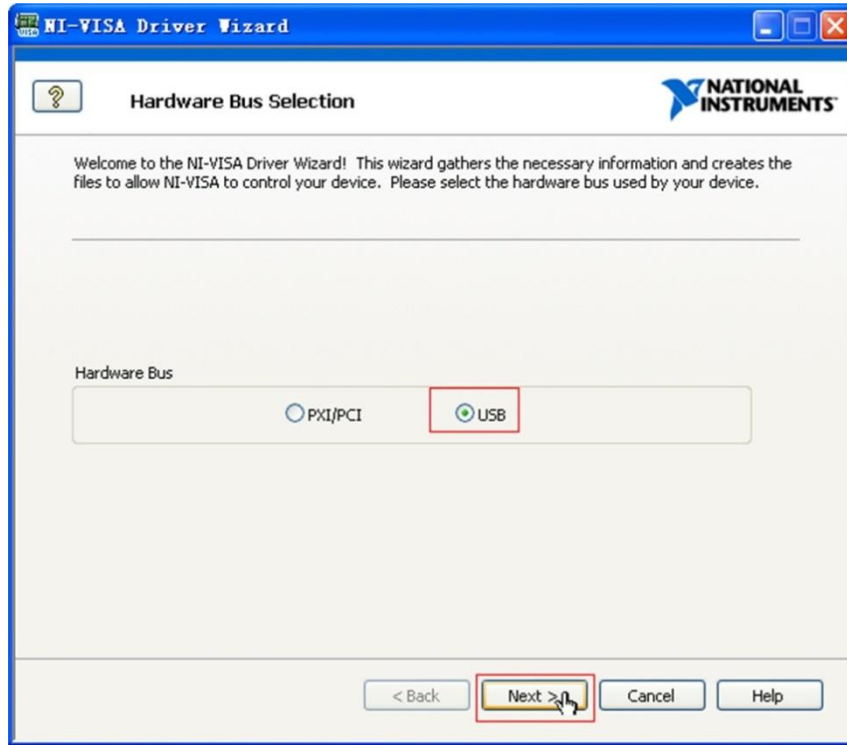 NI-VISA Driver Wizard
Hardware Bus Selection
NATIONAL
INSTRUMENTS™
Welcome to the NI-VISA Driver Wizard! This wizard gathers the necessary information and creates the
files to allow NI-VISA to control your device. Please select the hardware bus used by your device.
Hardware Bus
PXI/PCI
USB
< Back
Next >
Cancel
Help